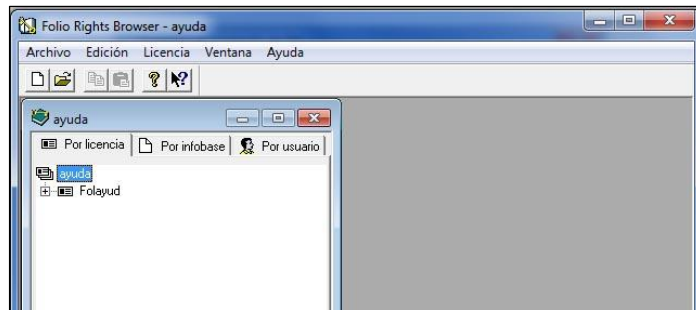 Folio Rights Browser - ayuda
Archivo Edición Licencia Ventana Ayuda
ayuda
Por licencia Por infobase Por usuario
ayuda
Folayud